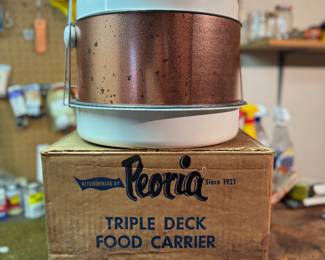 KITCHENWARE BY Peoria Since 1921
TRIPLE DECK
FOOD CARRIER